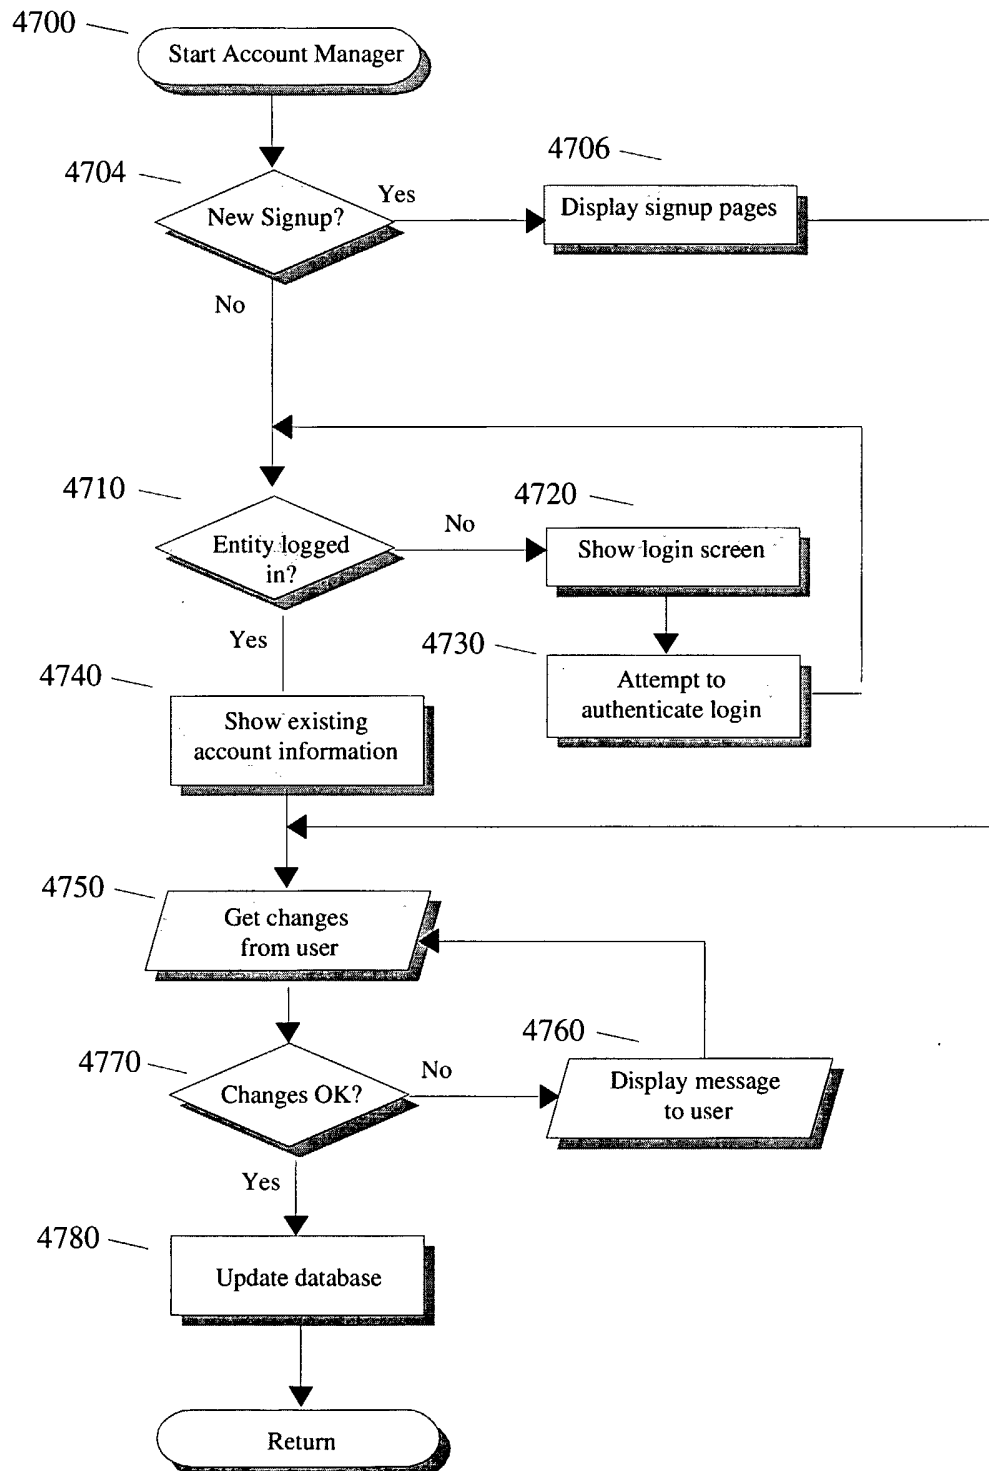 4700
Start Account Manager
4704
4706
New Signup?
Yes
Display signup pages
No
4710
4720
Entity logged
in?
No
Show login screen
Yes
4730
Attempt to
authenticate login
4740
Show existing
account information
4750
Get changes
from user
4760
4770
Changes OK?
No
Display message
to user
Yes
4780
Update database
Return